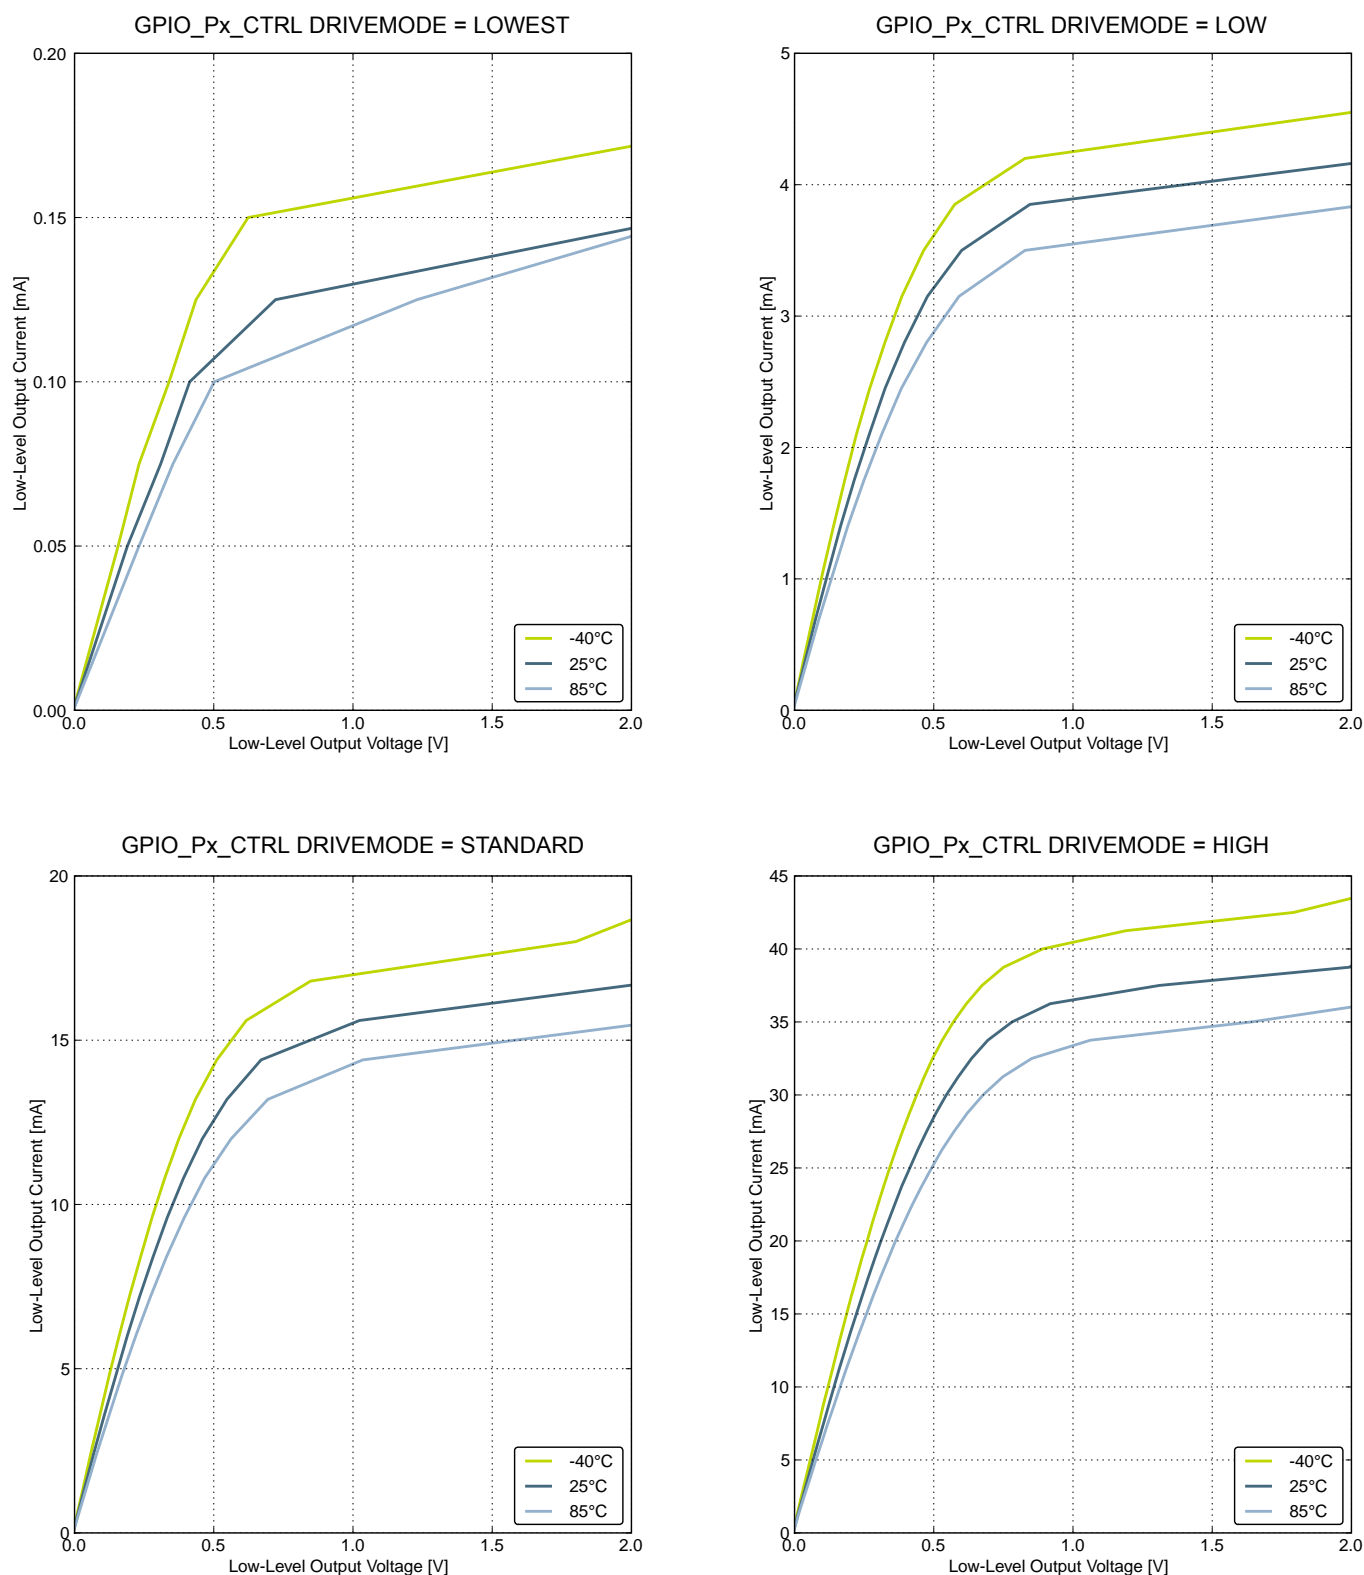 GPIO_Px_CTRL DRIVEMODE = LOWEST
0.20
0.15
0.10
0.05
0.00
Low-Level Output Current [mA]
-40°C
25°C
85°C
0.0 0.5 1.0 1.5 2.0
Low-Level Output Voltage [V]
GPIO_Px_CTRL DRIVEMODE = LOW
5
4
3
2
1
0
Low-Level Output Current [mA]
-40°C
25°C
85°C
0.0 0.5 1.0 1.5 2.0
Low-Level Output Voltage [V]
GPIO_Px_CTRL DRIVEMODE = STANDARD
20
15
10
5
0
Low-Level Output Current [mA]
-40°C
25°C
85°C
0.0 0.5 1.0 1.5 2.0
Low-Level Output Voltage [V]
GPIO_Px_CTRL DRIVEMODE = HIGH
45
40
35
30
25
20
15
10
5
0
Low-Level Output Current [mA]
-40°C
25°C
85°C
0.0 0.5 1.0 1.5 2.0
Low-Level Output Voltage [V]